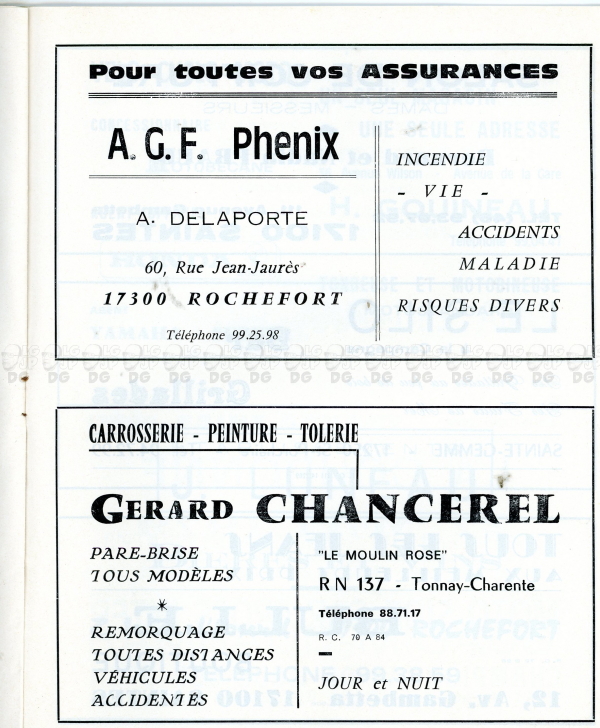 Pour toutes vos ASSURANCES
A.G.F. Phenix
A. DELAPORTE
60, Rue Jean-Jaurès
17300 ROCHEFORT
Téléphone 99.25.98
INCENDIE
- VIE -
ACCIDENTS
MALADIE
RISQUES DIVERS
CARROSSERIE - PEINTURE - TOLERIE
GERARD CHANCEREL
PARE-BRISE
TOUS MODÈLES
*
REMORQUAGE
TOUTES DISTANCES
VÉHICULES
ACCIDENTÉS
"LE MOULIN ROSE"
RN 137 - Tonnay-Charente
Téléphone 88.71.17
R. C. 70 A 84
JOUR et NUIT